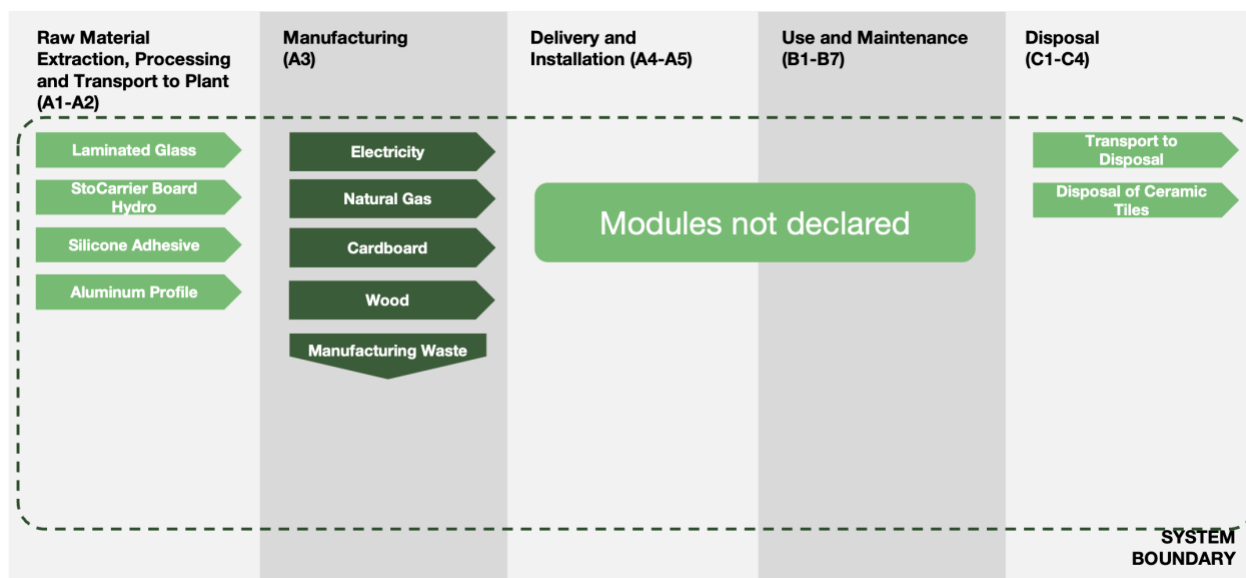 Raw Material
Extraction, Processing
and Transport to Plant
(A1-A2)
Laminated Glass
StoCarrier Board
Hydro
Silicone Adhesive
Aluminum Profile
Manufacturing
(A3)
Electricity
Natural Gas
Cardboard
Wood
Manufacturing Waste
Delivery and
Installation (A4-A5)
Use and Maintenance
(B1-B7)
Modules not declared
Disposal
(C1-C4)
Transport to
Disposal
Disposal of Ceramic
Tiles
SYSTEM
BOUNDARY